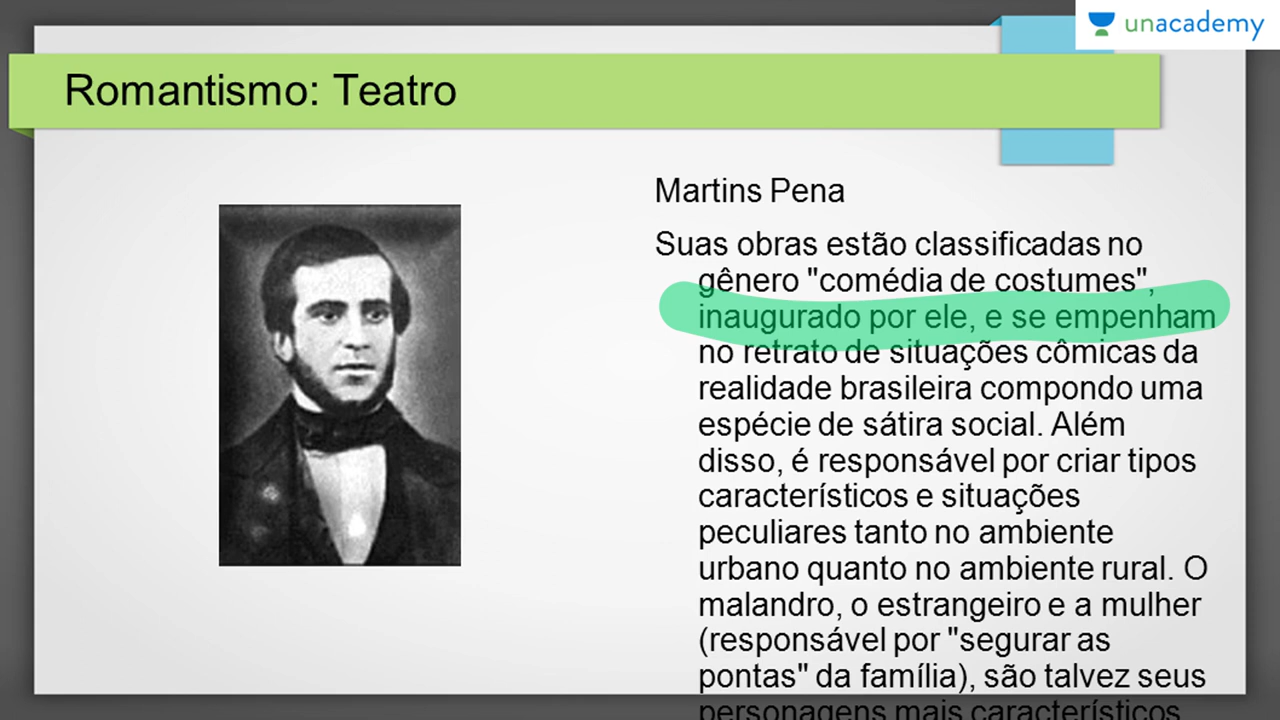 unacademy
Romantismo: Teatro
Martins Pena
Suas obras estão classificadas no
gênero "comédia de costumes",
inaugurado por ele, e se empenham
no retrato de situações cômicas da
realidade brasileira compondo uma
espécie de sátira social. Além
disso, é responsável por criar tipos
característicos e situações
peculiares tanto no ambiente
urbano quanto no ambiente rural. O
malandro, o estrangeiro e a mulher
(responsável por "segurar as
pontas" da família), são talvez seus
personagens mais característicos